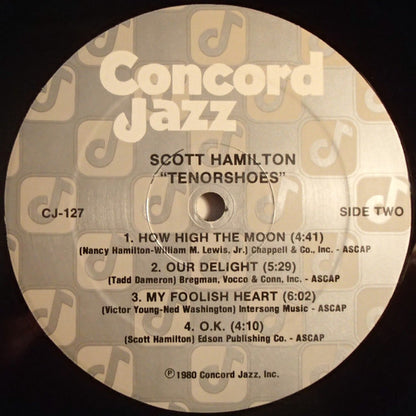 Concord
Jazz
SCOTT HAMILTON
"TENORSHOES"
CJ-127 SIDE TWO
1. HOW HIGH THE MOON (4:41)
(Nancy Hamilton-William M. Lewis, Jr.) Chappell & Co., Inc. - ASCAP
2. OUR DELIGHT (5:29)
(Tadd Dameron) Bregman, Vocco & Conn, Inc. - ASCAP
3. MY FOOLISH HEART (6:02)
(Victor Young-Ned Washington) Intersong Music - ASCAP
4. O.K. (4:10)
(Scott Hamilton) Edson Publishing Co. - ASCAP
℗ 1980 Concord Jazz, Inc.